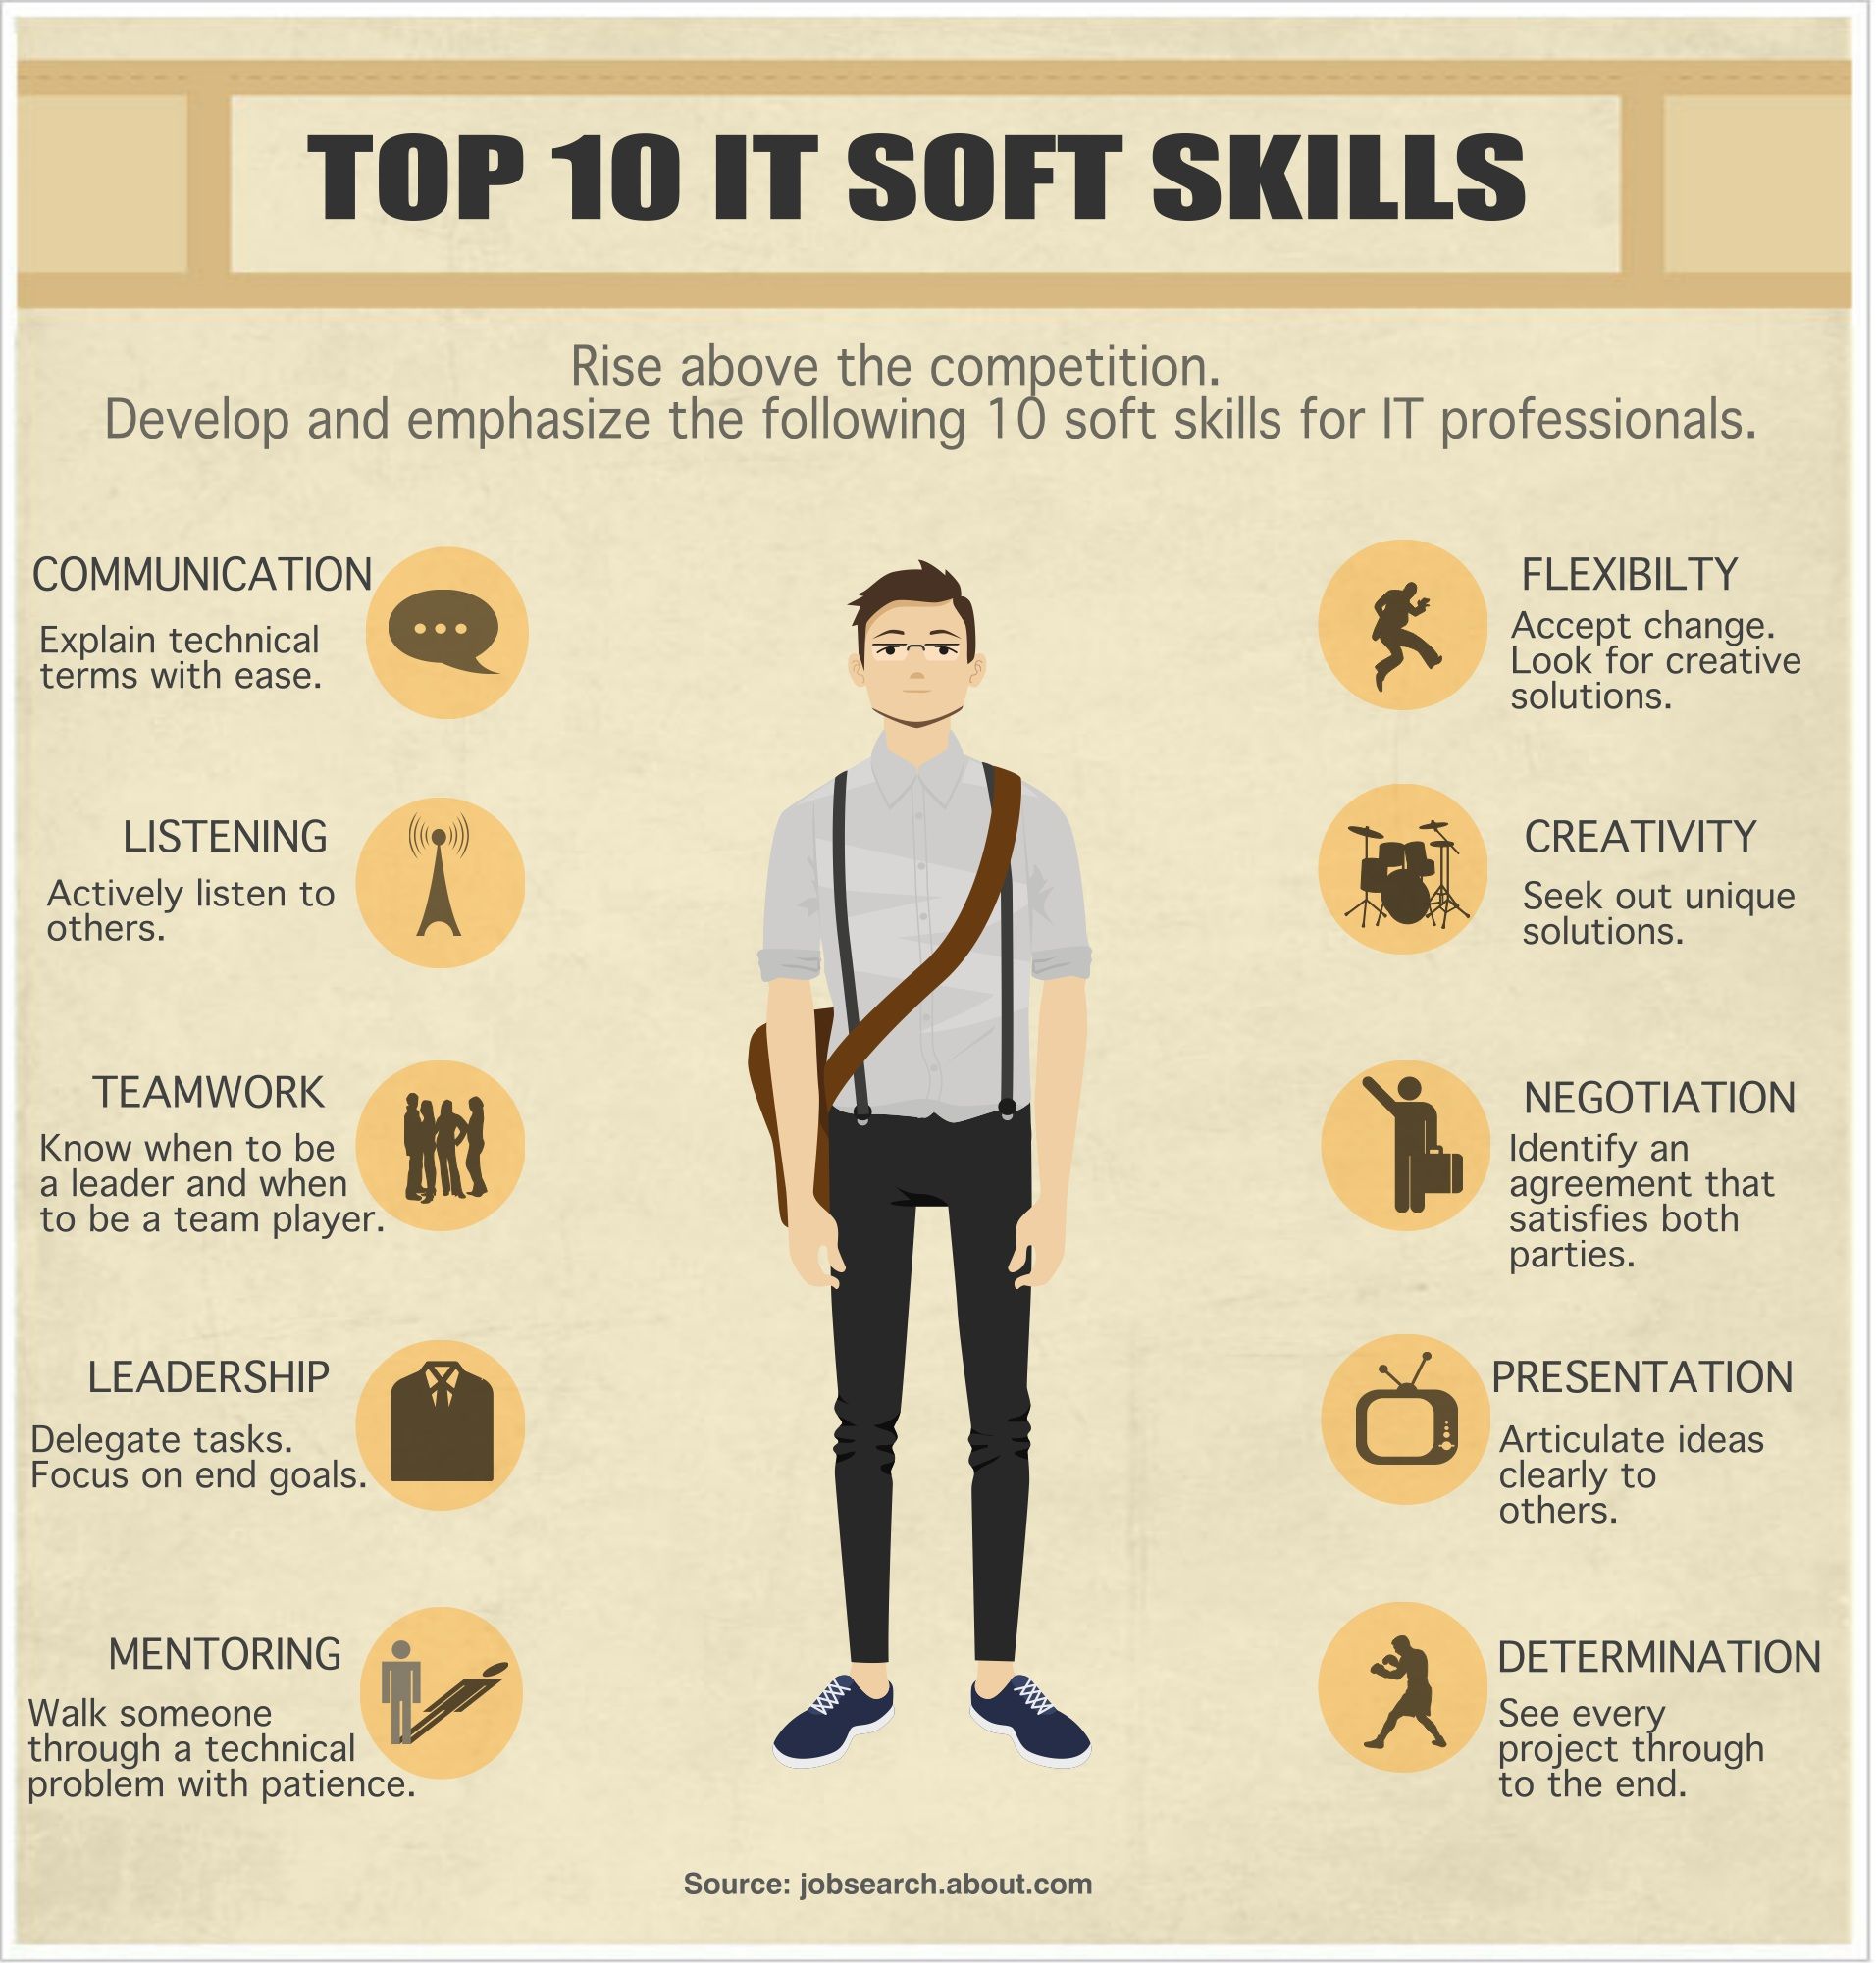 TOP 10 IT SOFT SKILLS
Rise above the competition.
Develop and emphasize the following 10 soft skills for IT professionals.
COMMUNICATION
Explain technical
terms with ease.
LISTENING
Actively listen to
others.
TEAMWORK
Know when to be
a leader and when
to be a team player.
LEADERSHIP
Delegate tasks.
Focus on end goals.
MENTORING
Walk someone
through a technical
problem with patience.
FLEXIBILTY
Accept change.
Look for creative
solutions.
CREATIVITY
Seek out unique
solutions.
NEGOTIATION
Identify an
agreement that
satisfies both
parties.
PRESENTATION
Articulate ideas
clearly to
others.
DETERMINATION
See every
project through
to the end.
Source: jobsearch.about.com